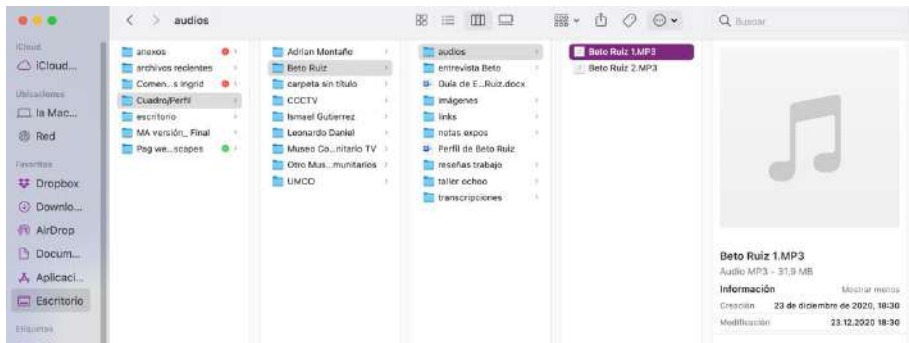 audios
Buscar
iCloud
iCloud...
Ubicaciones
la Mac...
Red
Favoritos
Dropbox
Downlo...
AirDrop
Docum...
Aplicaci...
Escritorio
Etiquetas
anexos
archivos recientes
Comen...s Ingrid
Cuadro/Perfil
escritorio
MA versión_ Final
Pag we...scapes
Adrian Montaño
Beto Ruiz
carpeta sin título
CCCTV
Ismael Gutierrez
Leonardo Daniel
Museo Co...nitario TV
Otro Mus...munitarios
UMCO
audios
entrevista Beto
Guia de E...Ruiz.docx
imágenes
links
notas expos
Perfil de Beto Ruiz
reseñas trabajo
taller ochoo
transcripciones
Beto Ruiz 1.MP3
Beto Ruiz 2.MP3
Beto Ruiz 1.MP3
Audio MP3 - 31,9 MB
Información Mostrar menos
Creación 23 de diciembre de 2020, 18:30
Modificación 23.12.2020 18:30